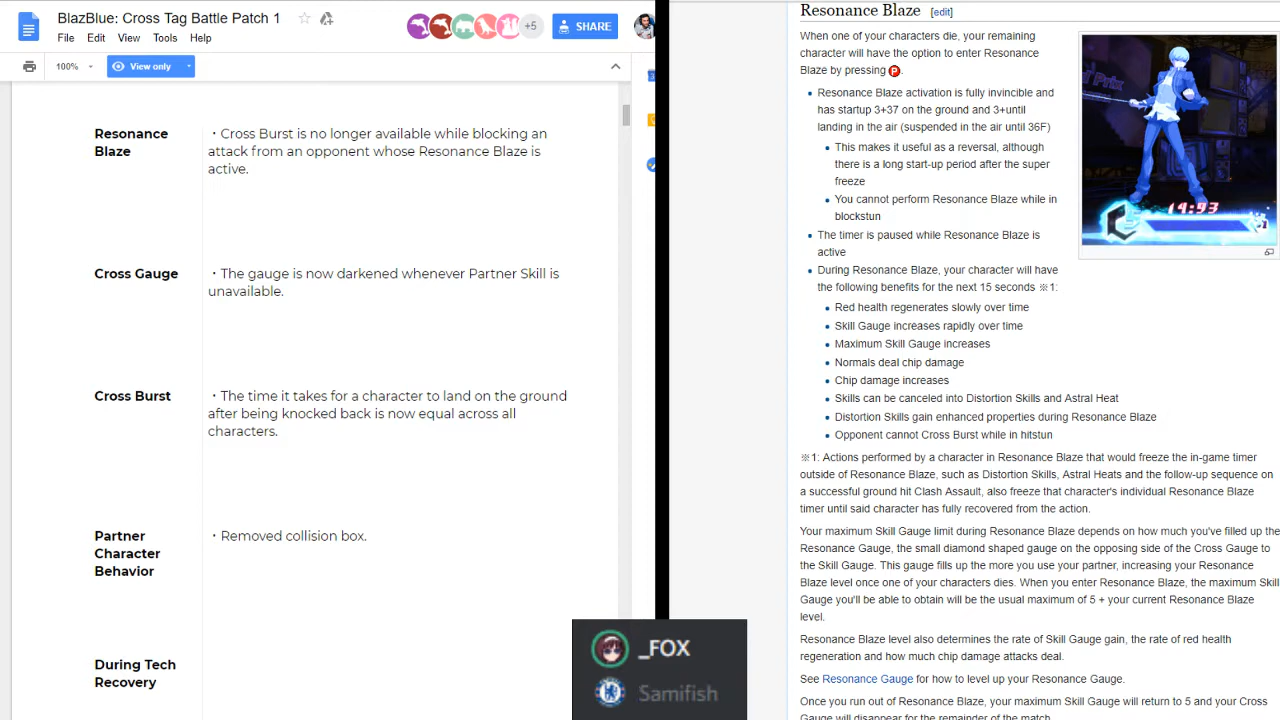 BlazBlue: Cross Tag Battle Patch 1
File Edit View Tools Help
+5
SHARE
100%
View only
Resonance
Blaze
・Cross Burst is no longer available while blocking an
attack from an opponent whose Resonance Blaze is
active.
Cross Gauge
・The gauge is now darkened whenever Partner Skill is
unavailable.
Cross Burst
・The time it takes for a character to land on the ground
after being knocked back is now equal across all
characters.
Partner
Character
Behavior
・Removed collision box.
During Tech
Recovery
_FOX
Samifish
Resonance Blaze [edit]
When one of your characters die, your remaining
character will have the option to enter Resonance
Blaze by pressing P.
Resonance Blaze activation is fully invincible and
has startup 3+37 on the ground and 3+until
landing in the air (suspended in the air until 36F)
This makes it useful as a reversal, although
there is a long start-up period after the super
freeze
You cannot perform Resonance Blaze while in
blockstun
The timer is paused while Resonance Blaze is
active
During Resonance Blaze, your character will have
the following benefits for the next 15 seconds ※1:
Red health regenerates slowly over time
Skill Gauge increases rapidly over time
Maximum Skill Gauge increases
Normals deal chip damage
Chip damage increases
Skills can be canceled into Distortion Skills and Astral Heat
Distortion Skills gain enhanced properties during Resonance Blaze
Opponent cannot Cross Burst while in hitstun
※1: Actions performed by a character in Resonance Blaze that would freeze the in-game timer
outside of Resonance Blaze, such as Distortion Skills, Astral Heats and the follow-up sequence on
a successful ground hit Clash Assault, also freeze that character's individual Resonance Blaze
timer until said character has fully recovered from the action.
Your maximum Skill Gauge limit during Resonance Blaze depends on how much you've filled up the
Resonance Gauge, the small diamond shaped gauge on the opposing side of the Cross Gauge to
the Skill Gauge. This gauge fills up the more you use your partner, increasing your Resonance
Blaze level once one of your characters dies. When you enter Resonance Blaze, the maximum Skill
Gauge you'll be able to obtain will be the usual maximum of 5 + your current Resonance Blaze
level.
Resonance Blaze level also determines the rate of Skill Gauge gain, the rate of red health
regeneration and how much chip damage attacks deal.
See Resonance Gauge for how to level up your Resonance Gauge.
Once you run out of Resonance Blaze, your maximum Skill Gauge will return to 5 and your Cross
Gauge will disappear for the remainder of the match.
14:93